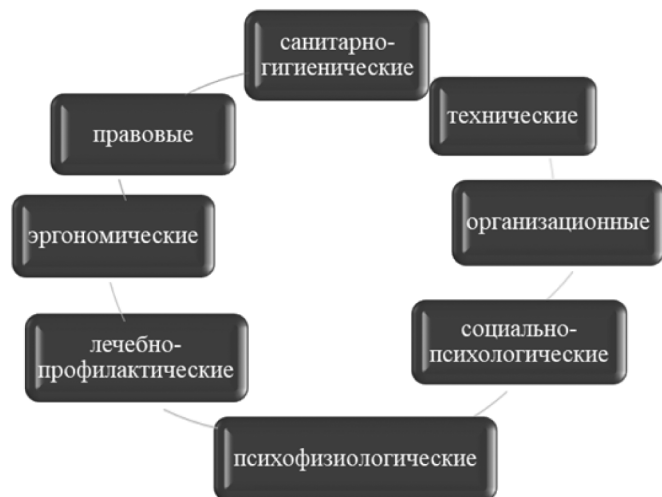 санитарно-
гигиенические
технические
организационные
социально-
психологические
психофизиологические
лечебно-
профилактические
эргономические
правовые